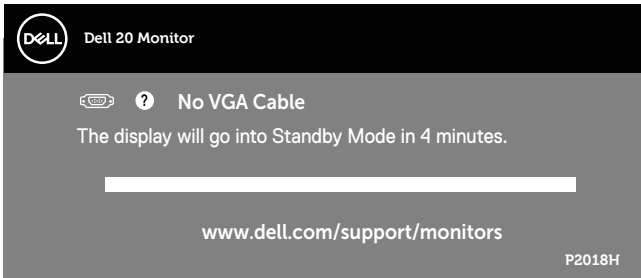 DELL
Dell 20 Monitor
? No VGA Cable
The display will go into Standby Mode in 4 minutes.
www.dell.com/support/monitors
P2018H